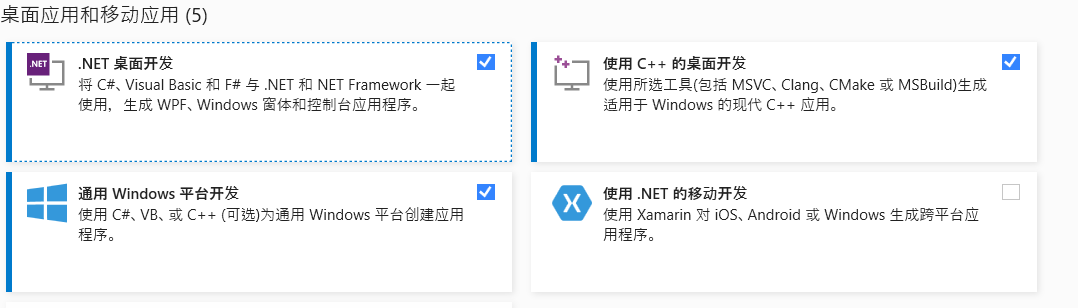 桌面应用和移动应用 (5)
.NET
.NET 桌面开发
将 C#、Visual Basic 和 F# 与 .NET 和 NET Framework 一起
使用，生成 WPF、Windows 窗体和控制台应用程序。
使用 C++ 的桌面开发
使用所选工具(包括 MSVC、Clang、CMake 或 MSBuild)生成
适用于 Windows 的现代 C++ 应用。
通用 Windows 平台开发
使用 C#、VB、或 C++ (可选)为通用 Windows 平台创建应用
程序。
使用 .NET 的移动开发
使用 Xamarin 对 iOS、Android 或 Windows 生成跨平台应
用程序。